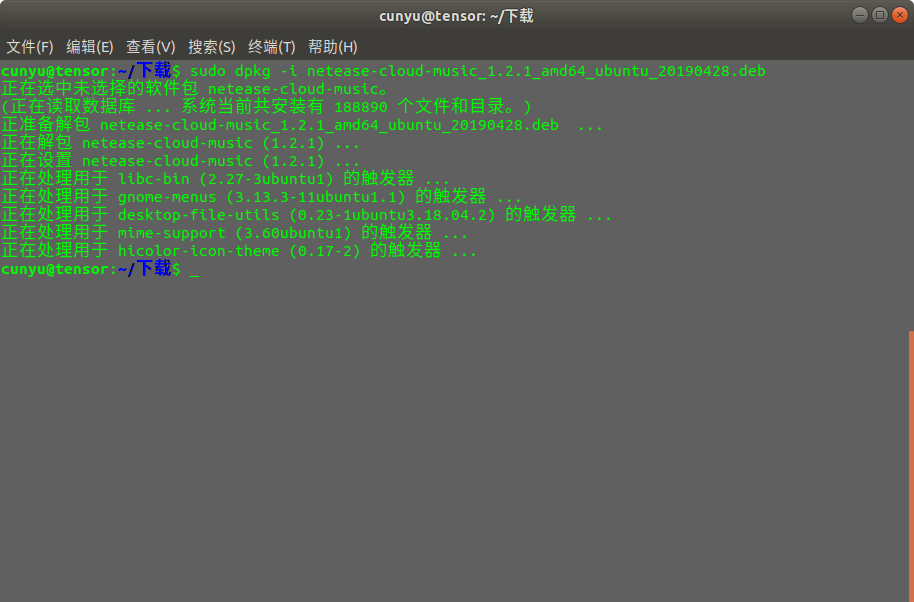 cunyu@tensor: ~/下载
文件(F) 编辑(E) 查看(V) 搜索(S) 终端(T) 帮助(H)
cunyu@tensor:~/下载$ sudo dpkg -i netease-cloud-music_1.2.1_amd64_ubuntu_20190428.deb
正在选中未选择的软件包 netease-cloud-music。
(正在读取数据库 ... 系统当前共安装有 188890 个文件和目录。)
正准备解包 netease-cloud-music_1.2.1_amd64_ubuntu_20190428.deb  ...
正在解包 netease-cloud-music (1.2.1) ...
正在设置 netease-cloud-music (1.2.1) ...
正在处理用于 libc-bin (2.27-3ubuntu1) 的触发器 ...
正在处理用于 gnome-menus (3.13.3-11ubuntu1.1) 的触发器 ...
正在处理用于 desktop-file-utils (0.23-1ubuntu3.18.04.2) 的触发器 ...
正在处理用于 mime-support (3.60ubuntu1) 的触发器 ...
正在处理用于 hicolor-icon-theme (0.17-2) 的触发器 ...
cunyu@tensor:~/下载$ _